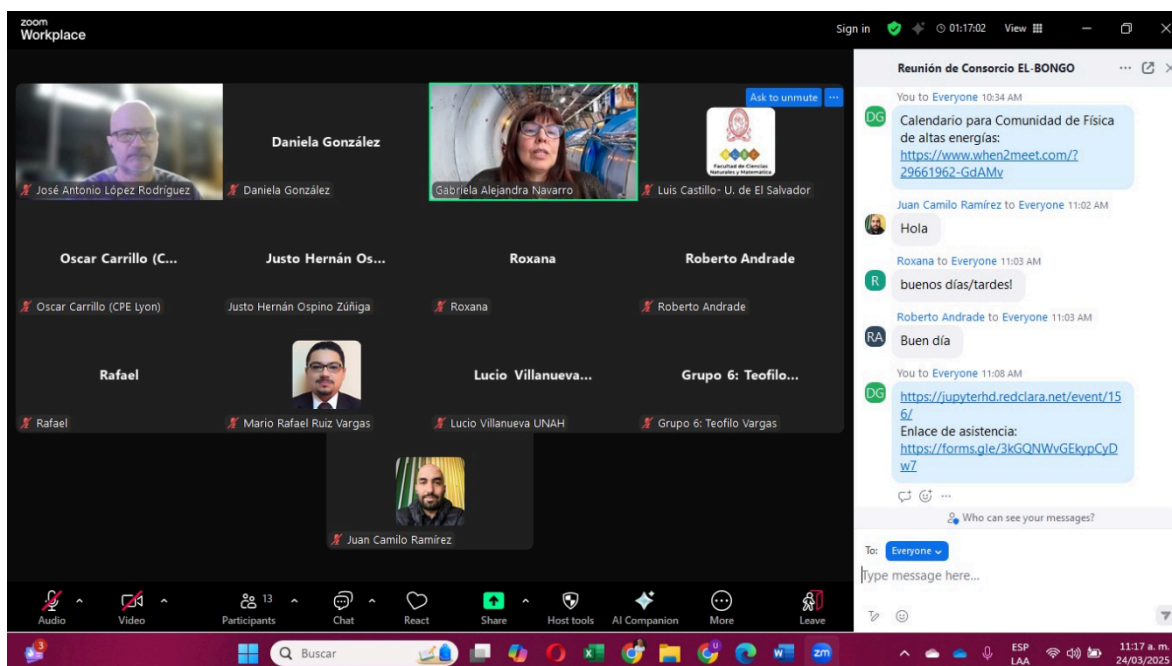 zoom
Workplace
Sign in
01:17:02
View
Reunión de Consorcio EL-BONGO
José Antonio López Rodríguez
Daniela González
Daniela González
Ask to unmute
Gabriela Alejandra Navarro
Facultad de Ciencias
Naturales y Matemática
Luis Castillo- U. de El Salvador
Oscar Carrillo (C...
Oscar Carrillo (CPE Lyon)
Justo Hernán Os...
Justo Hernán Ospino Zúñiga
Roxana
Roxana
Roberto Andrade
Roberto Andrade
Rafael
Rafael
Mario Rafael Ruiz Vargas
Lucio Villanueva...
Lucio Villanueva UNAH
Grupo 6: Teofilo...
Grupo 6: Teofilo Vargas
Juan Camilo Ramírez
You to Everyone 10:34 AM
DG
Calendario para Comunidad de Física
de altas energías:
https://www.when2meet.com/?
29661962-GdAMv
Juan Camilo Ramírez to Everyone 11:02 AM
Hola
Roxana to Everyone 11:03 AM
R
buenos días/tardes!
Roberto Andrade to Everyone 11:03 AM
RA
Buen día
You to Everyone 11:08 AM
DG
https://jupyterhd.redclara.net/event/15
6/
Enlace de asistencia:
https://forms.gle/3kGQNWvGEkypCyD
w7
Who can see your messages?
To: Everyone
Type message here...
Audio
Video
13
Participants
Chat
React
Share
Host tools
AI Companion
More
Leave
3
Buscar
zm
ESP
LAA
11:17 a. m.
24/03/2025